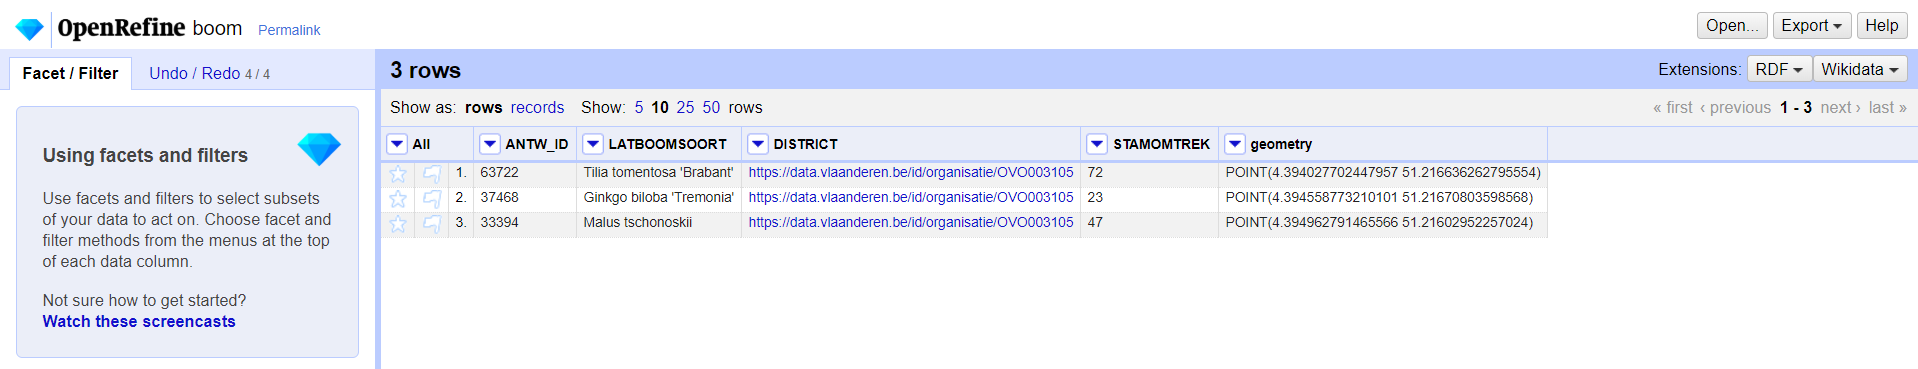 OpenRefine boom Permalink
Open... Export Help
Facet / Filter Undo / Redo 4 / 4
3 rows
Extensions: RDF Wikidata
Show as: rows records Show: 5 10 25 50 rows
« first ‹ previous 1 - 3 next › last »
All ANTW_ID LATBOOMSOORT DISTRICT STAMOMTREK geometry
1. 63722 Tilia tomentosa 'Brabant' https://data.vlaanderen.be/id/organisatie/OVO003105 72 POINT(4.394027702447957 51.216636262795554)
2. 37468 Ginkgo biloba 'Tremonia' https://data.vlaanderen.be/id/organisatie/OVO003105 23 POINT(4.394558773210101 51.21670803598568)
3. 33394 Malus tschonoskii https://data.vlaanderen.be/id/organisatie/OVO003105 47 POINT(4.394962791465566 51.21602952257024)
Using facets and filters
Use facets and filters to select subsets
of your data to act on. Choose facet and
filter methods from the menus at the top
of each data column.
Not sure how to get started?
Watch these screencasts